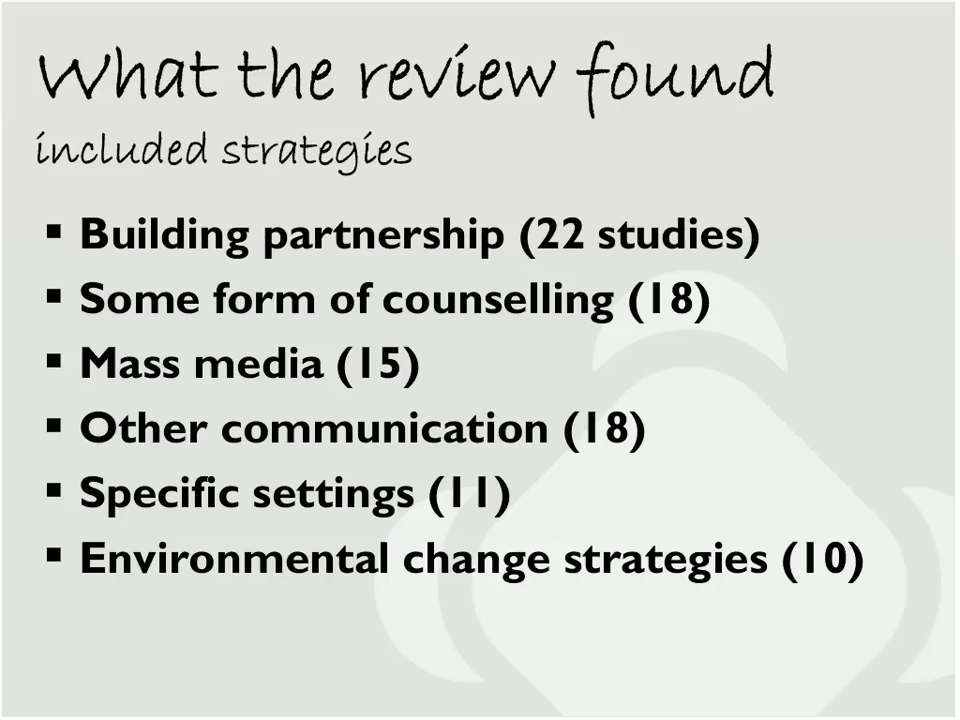 What the review found
included strategies
▪ Building partnership (22 studies)
▪ Some form of counselling (18)
▪ Mass media (15)
▪ Other communication (18)
▪ Specific settings (11)
▪ Environmental change strategies (10)